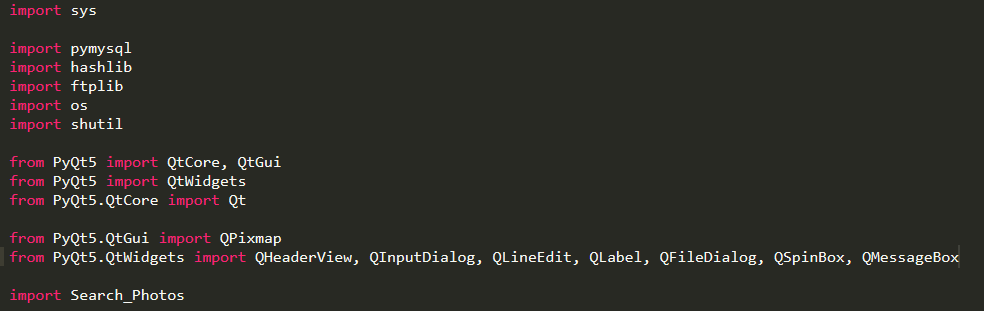 import sys
import pymysql
import hashlib
import ftplib
import os
import shutil
from PyQt5 import QtCore, QtGui
from PyQt5 import QtWidgets
from PyQt5.QtCore import Qt
from PyQt5.QtGui import QPixmap
from PyQt5.QtWidgets import QHeaderView, QInputDialog, QLineEdit, QLabel, QFileDialog, QSpinBox, QMessageBox
import Search_Photos